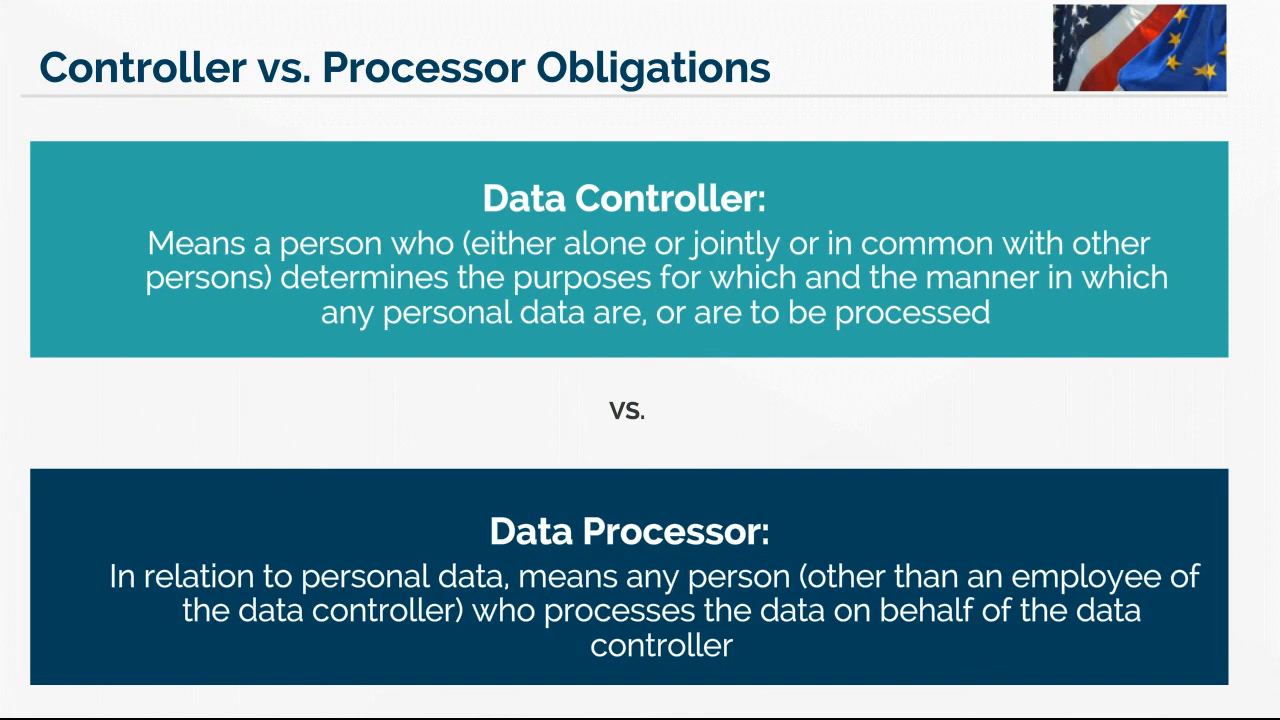 Controller vs. Processor Obligations
Data Controller:
Means a person who (either alone or jointly or in common with other
persons) determines the purposes for which and the manner in which
any personal data are, or are to be processed
vs.
Data Processor:
In relation to personal data, means any person (other than an employee of
the data controller) who processes the data on behalf of the data
controller